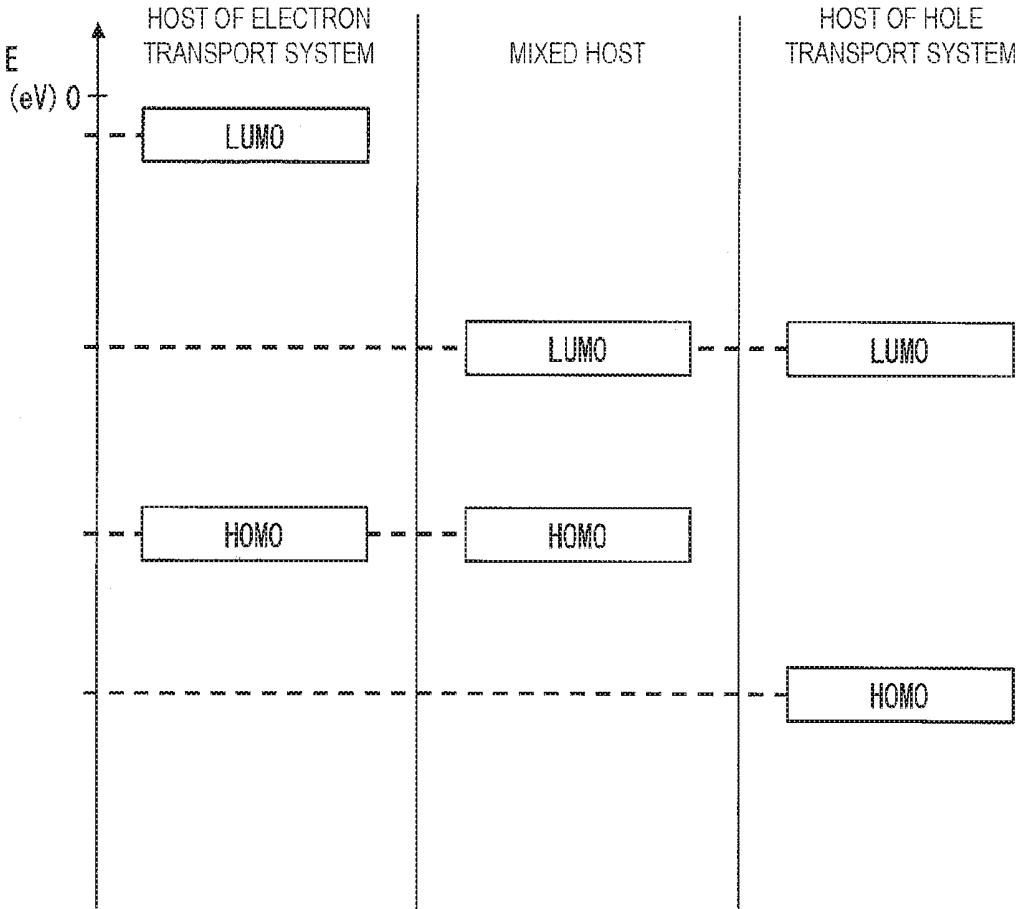 HOST OF ELECTRON
TRANSPORT SYSTEM
MIXED HOST
HOST OF HOLE
TRANSPORT SYSTEM
E
(eV) 0
LUMO
LUMO
LUMO
HOMO
HOMO
HOMO